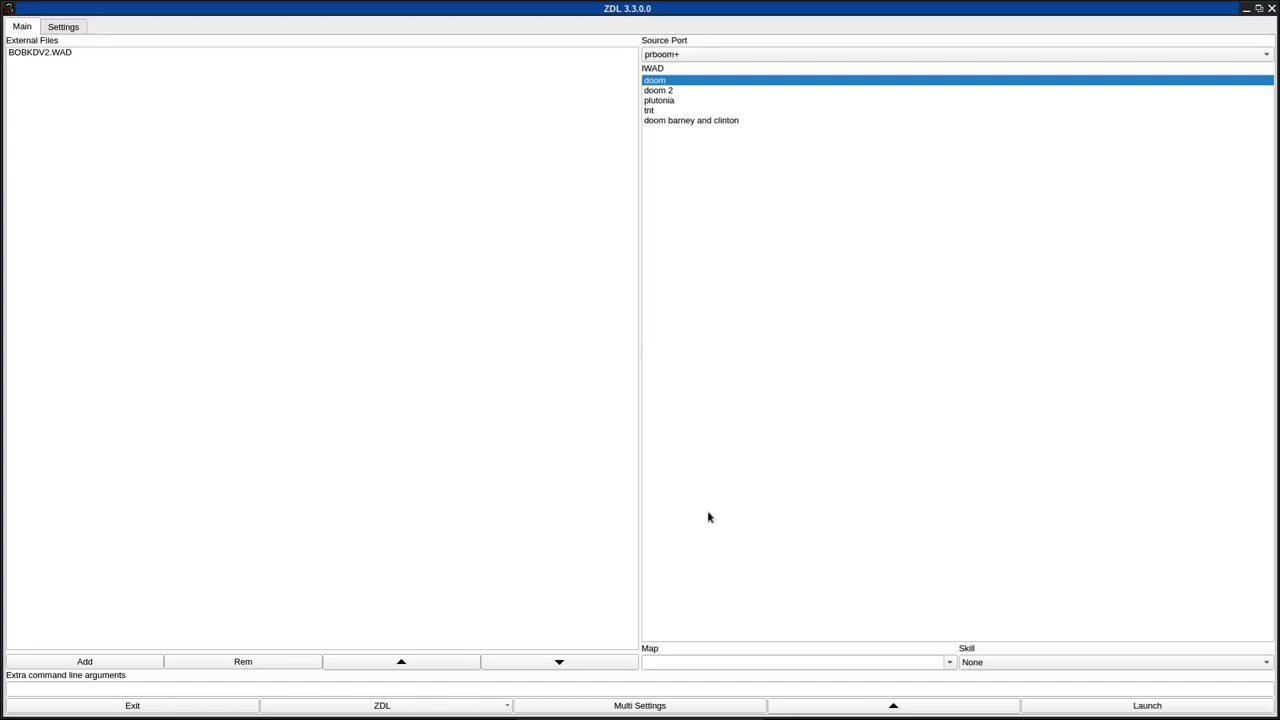 ZDL 3.3.0.0
Main Settings
External Files
BOBKDV2.WAD
Source Port
prboom+
IWAD
doom
doom 2
plutonia
tnt
doom barney and clinton
Map Skill
None
Add Rem
Extra command line arguments
Exit ZDL Multi Settings Launch